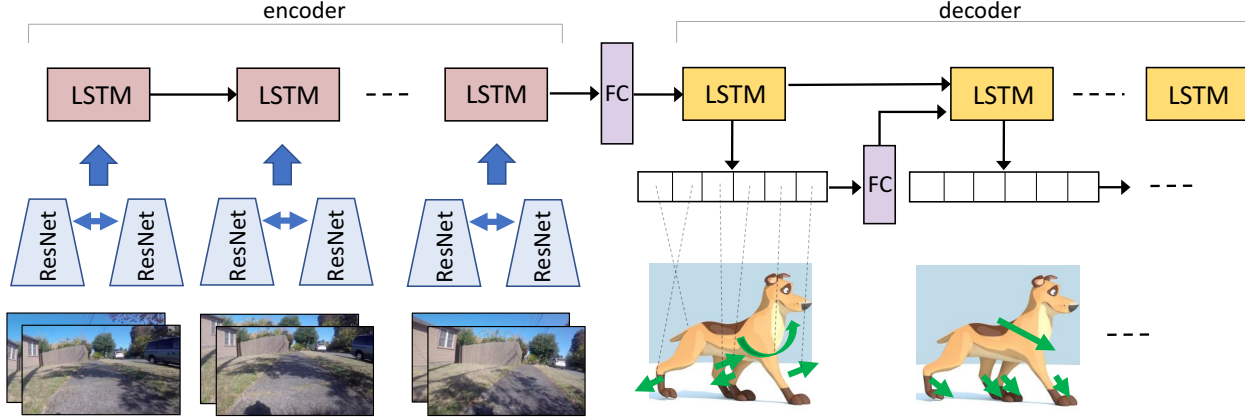 encoder
decoder
LSTM
LSTM
LSTM
FC
LSTM
LSTM
LSTM
FC
ResNet
ResNet
ResNet
ResNet
ResNet
ResNet